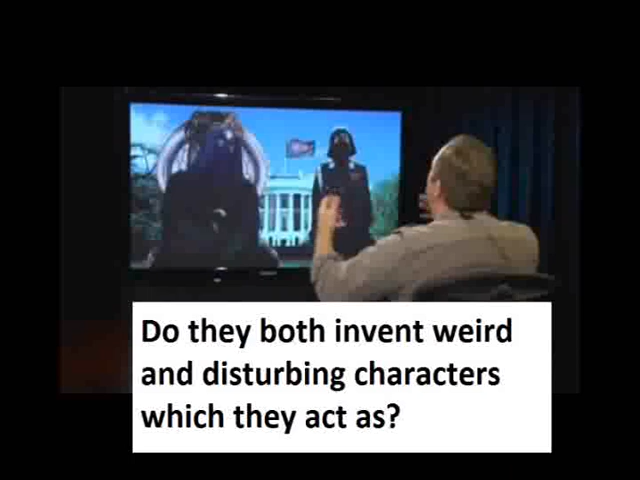 Do they both invent weird
and disturbing characters
which they act as?